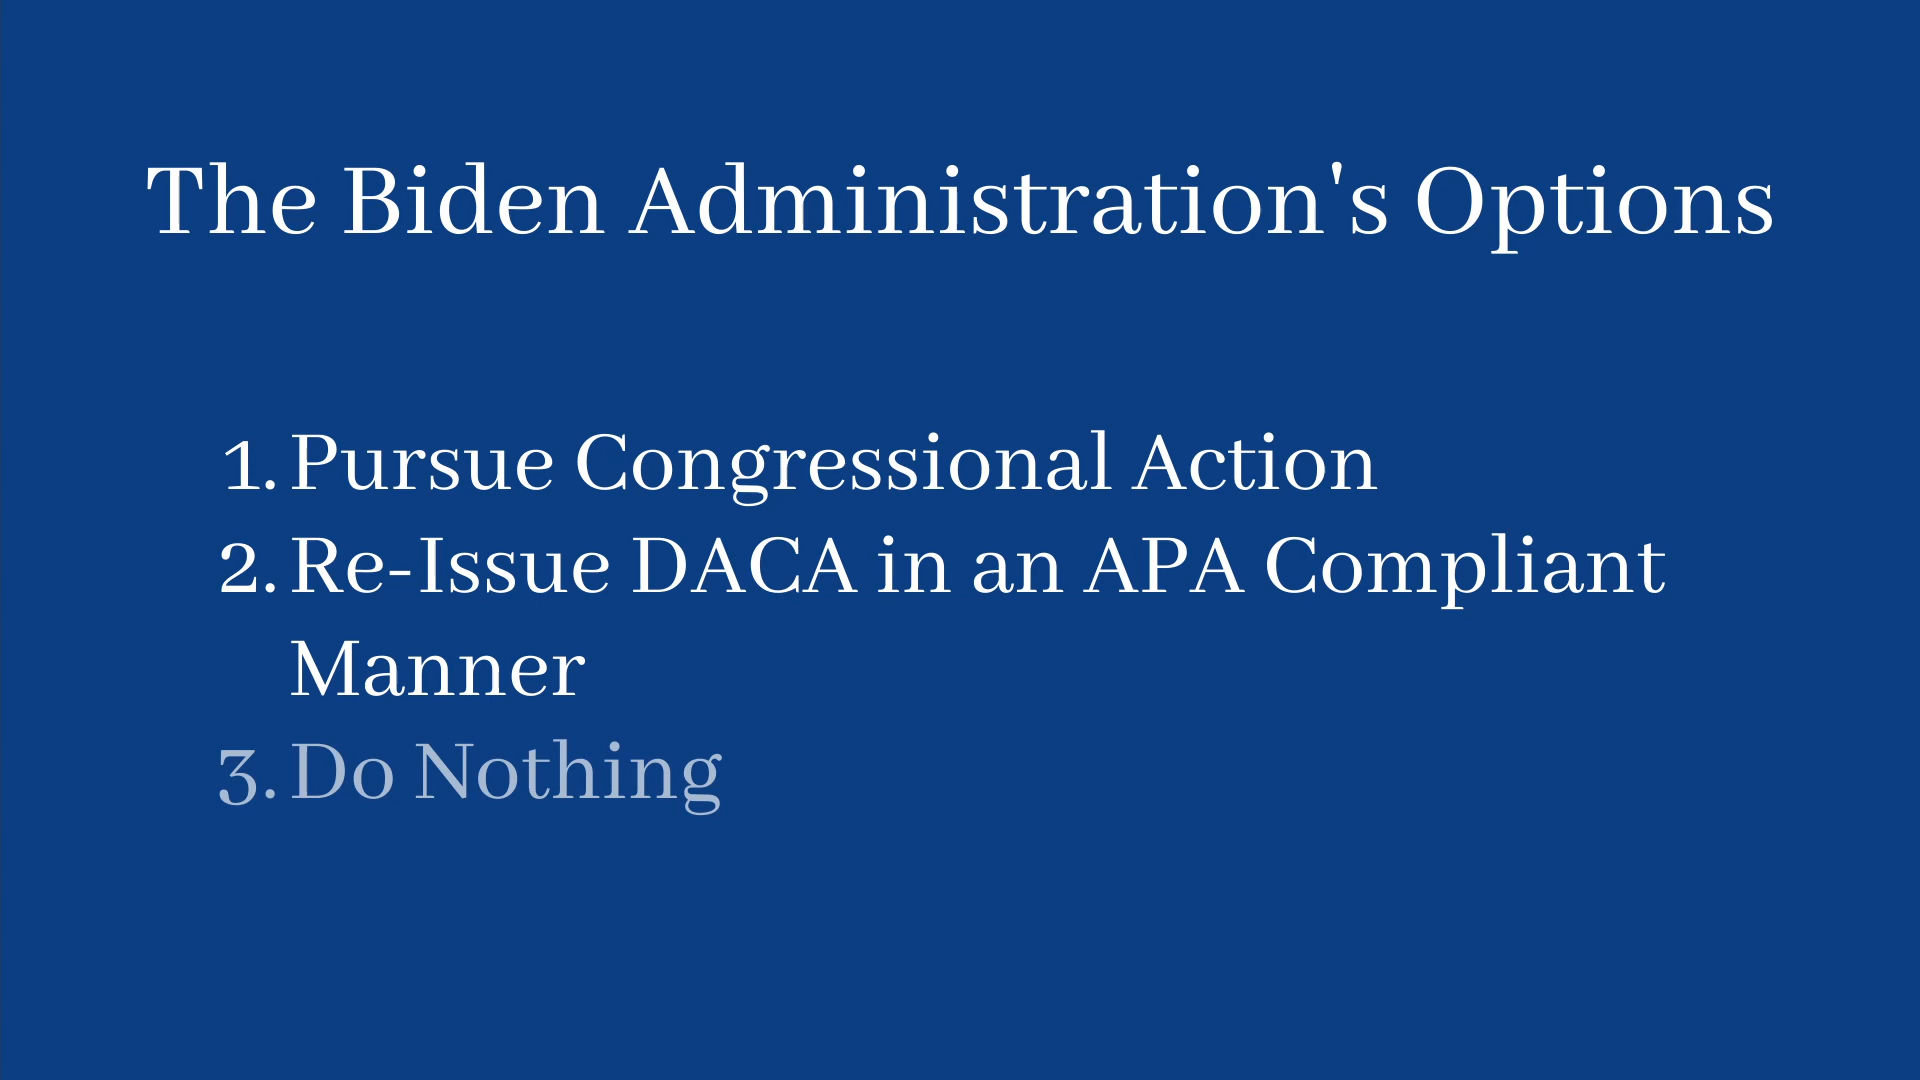 The Biden Administration's Options
1. Pursue Congressional Action
2. Re-Issue DACA in an APA Compliant
Manner
3. Do Nothing